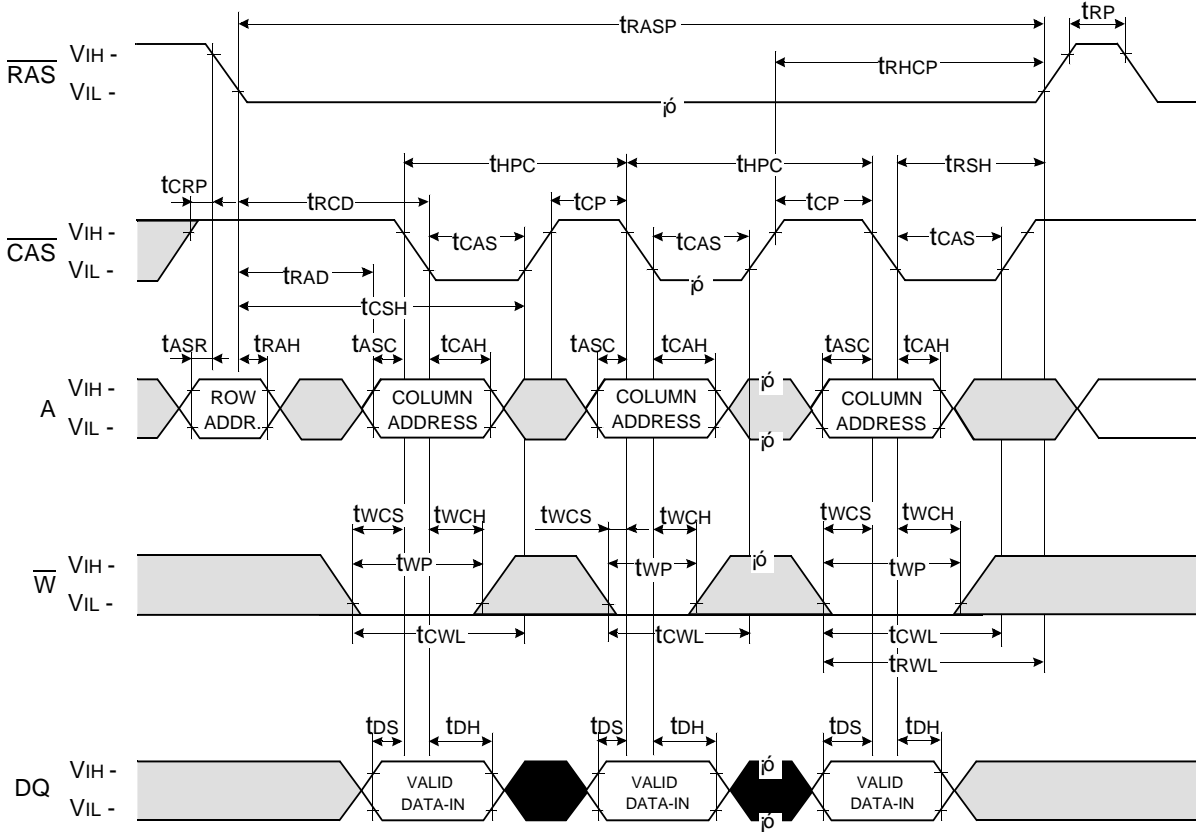 tRASP
tRP
RAS
VIH -
VIL -
tRHCP
¡ó
tCRP
tRCD
tHPC
tHPC
tRSH
tCP
tCP
CAS
VIH -
VIL -
tCAS
tCAS
tCAS
¡ó
tRAD
tCSH
tASR
tRAH
tASC
tCAH
tASC
tCAH
tASC
tCAH
A
VIH -
VIL -
ROW
ADDR.
COLUMN
ADDRESS
COLUMN
ADDRESS
¡ó
¡ó
COLUMN
ADDRESS
tWCS
tWCH
tWCS
tWCH
tWCS
tWCH
W
VIH -
VIL -
tWP
tWP
¡ó
tWP
tCWL
tCWL
tCWL
tRWL
tDS
tDH
tDS
tDH
tDS
tDH
DQ
VIH -
VIL -
VALID
DATA-IN
VALID
DATA-IN
¡ó
¡ó
VALID
DATA-IN